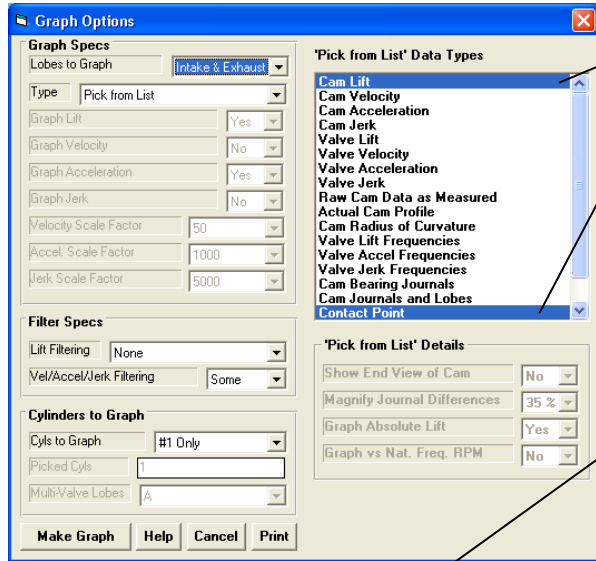 Graph Options
Graph Specs
Lobes to Graph Intake & Exhaust
Type Pick from List
Graph Lift Yes
Graph Velocity No
Graph Acceleration Yes
Graph Jerk No
Velocity Scale Factor 50
Accel. Scale Factor 1000
Jerk Scale Factor 5000
Filter Specs
Lift Filtering None
Vel/Accel/Jerk Filtering Some
Cylinders to Graph
Cyls to Graph #1 Only
Picked Cyls 1
Multi-Valve Lobes A
Make Graph Help Cancel Print
'Pick from List' Data Types
Cam Lift
Cam Velocity
Cam Acceleration
Cam Jerk
Valve Lift
Valve Velocity
Valve Acceleration
Valve Jerk
Raw Cam Data as Measured
Actual Cam Profile
Cam Radius of Curvature
Valve Lift Frequencies
Valve Accel Frequencies
Valve Jerk Frequencies
Cam Bearing Journals
Cam Journals and Lobes
Contact Point
'Pick from List' Details
Show End View of Cam No
Magnify Journal Differences 35 %
Graph Absolute Lift Yes
Graph vs Nat. Freq. RPM No